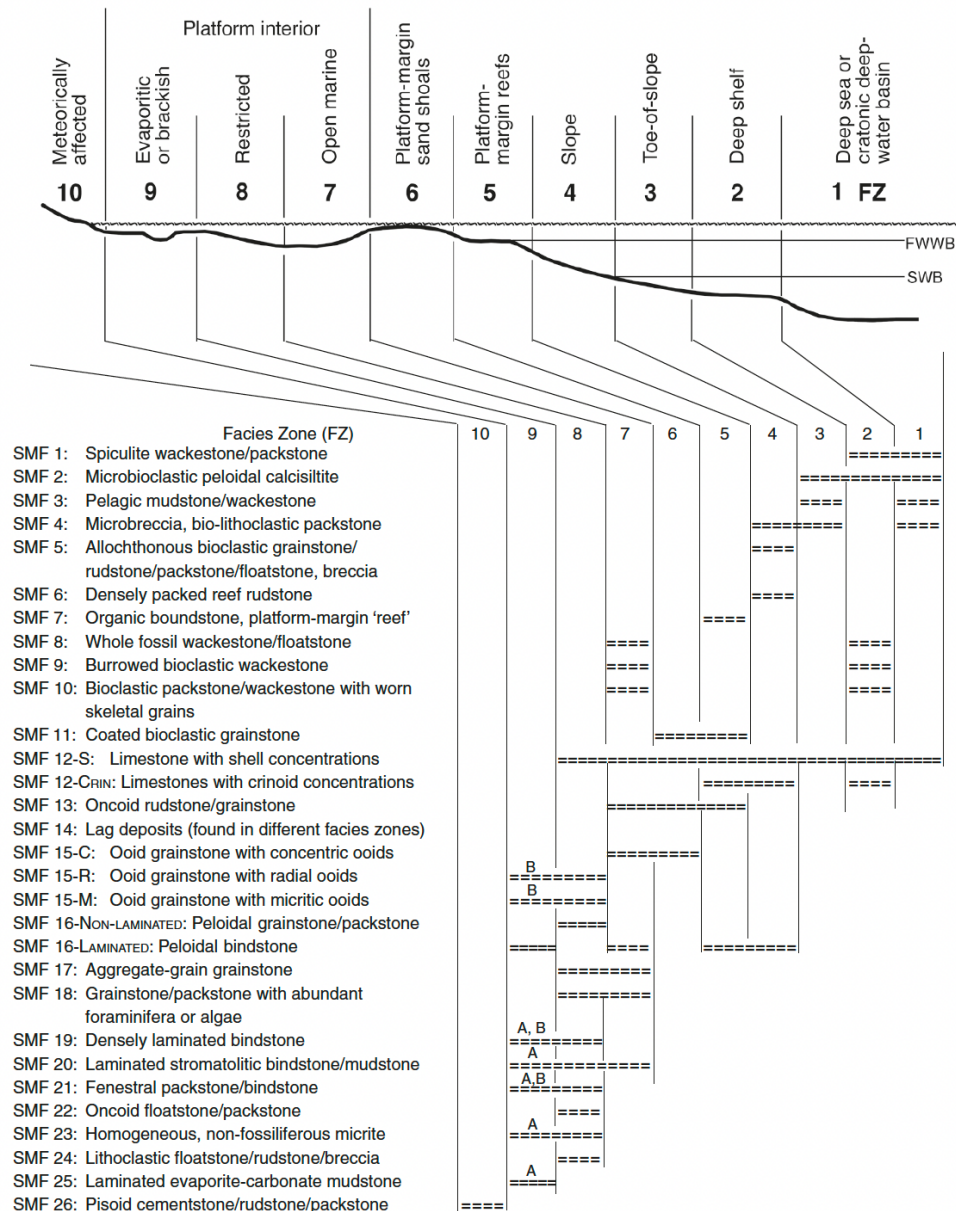 Platform interior
Meteorically
affected
Evaporitic
or brackish
Restricted
Open marine
Platform-margin
sand shoals
Platform-
margin reefs
Slope
Toe-of-slope
Deep shelf
Deep sea or
cratonic deep-
water basin
10 9 8 7 6 5 4 3 2 1 FZ
FWWB
SWB
Facies Zone (FZ) 10 9 8 7 6 5 4 3 2 1
SMF 1: Spiculite wackestone/packstone
SMF 2: Microbioclastic peloidal calcisiltite
SMF 3: Pelagic mudstone/wackestone
SMF 4: Microbreccia, bio-lithoclastic packstone
SMF 5: Allochthonous bioclastic grainstone/
rudstone/packstone/floatstone, breccia
SMF 6: Densely packed reef rudstone
SMF 7: Organic boundstone, platform-margin ‘reef’
SMF 8: Whole fossil wackestone/floatstone
SMF 9: Burrowed bioclastic wackestone
SMF 10: Bioclastic packstone/wackestone with worn
skeletal grains
SMF 11: Coated bioclastic grainstone
SMF 12-S: Limestone with shell concentrations
SMF 12-CRIN: Limestones with crinoid concentrations
SMF 13: Oncoid rudstone/grainstone
SMF 14: Lag deposits (found in different facies zones)
SMF 15-C: Ooid grainstone with concentric ooids
SMF 15-R: Ooid grainstone with radial ooids B
SMF 15-M: Ooid grainstone with micritic ooids B
SMF 16-NON-LAMINATED: Peloidal grainstone/packstone
SMF 16-LAMINATED: Peloidal bindstone
SMF 17: Aggregate-grain grainstone
SMF 18: Grainstone/packstone with abundant
foraminifera or algae
SMF 19: Densely laminated bindstone A, B
SMF 20: Laminated stromatolitic bindstone/mudstone A
SMF 21: Fenestral packstone/bindstone A,B
SMF 22: Oncoid floatstone/packstone
SMF 23: Homogeneous, non-fossiliferous micrite A
SMF 24: Lithoclastic floatstone/rudstone/breccia
SMF 25: Laminated evaporite-carbonate mudstone A
SMF 26: Pisoid cementstone/rudstone/packstone